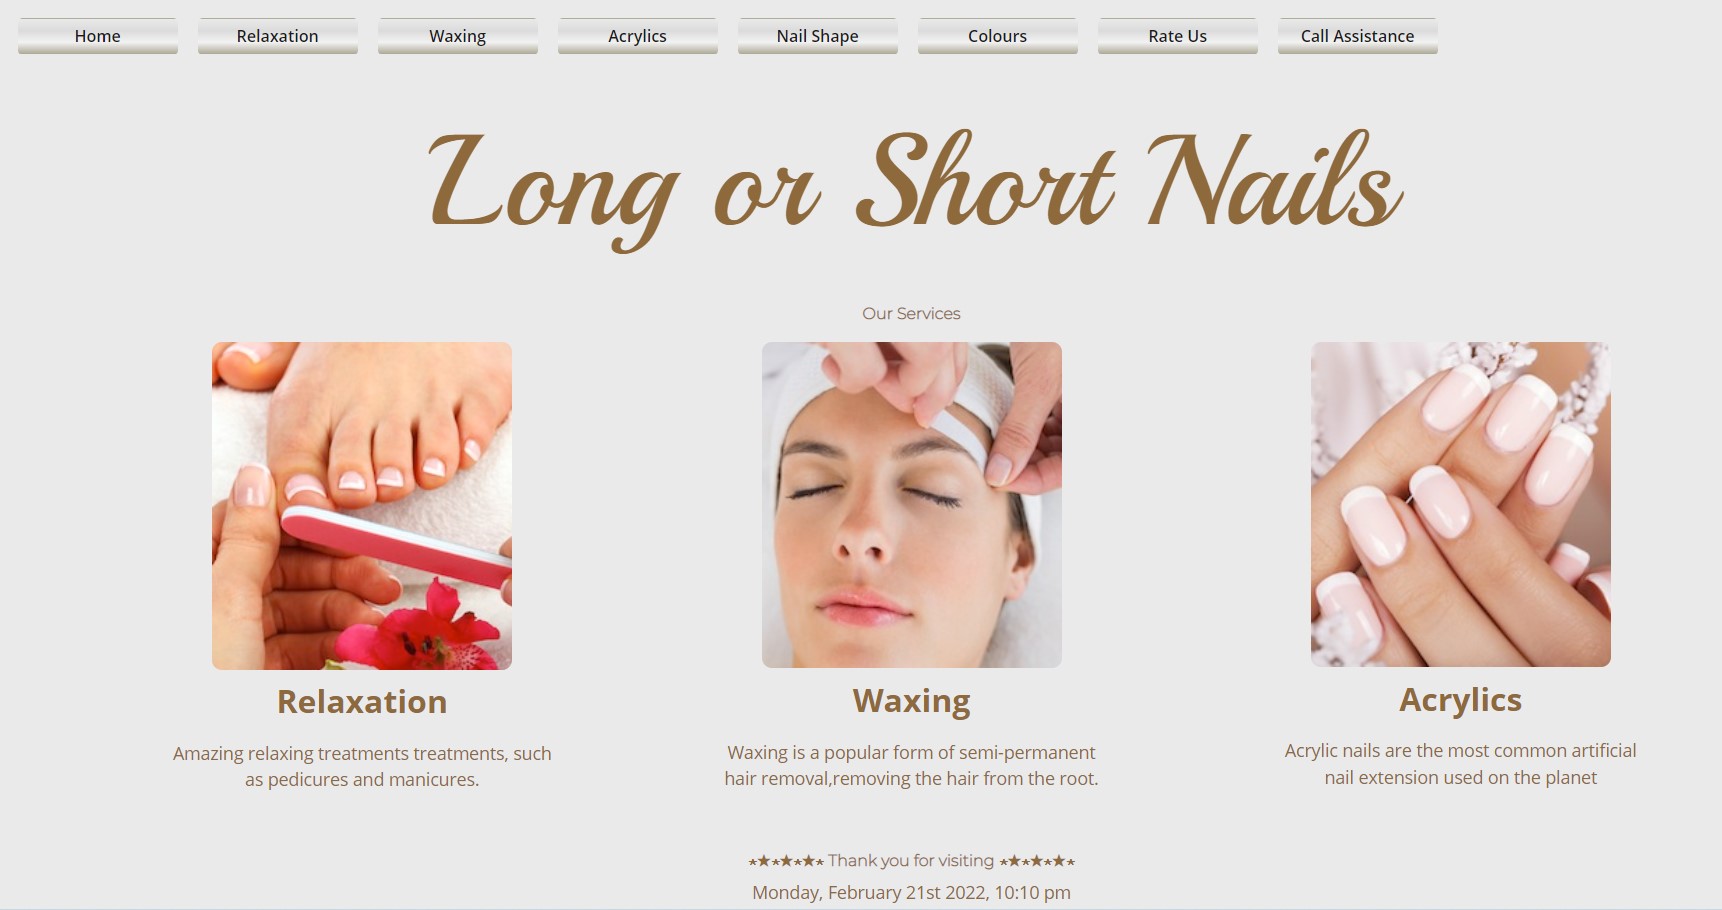 Home Relaxation Waxing Acrylics Nail Shape Colours Rate Us Call Assistance
Long or Short Nails
Our Services
Relaxation
Amazing relaxing treatments treatments, such
as pedicures and manicures.
Waxing
Waxing is a popular form of semi-permanent
hair removal,removing the hair from the root.
Acrylics
Acrylic nails are the most common artificial
nail extension used on the planet
⋆★⋆★⋆★⋆ Thank you for visiting ⋆★⋆★⋆★⋆
Monday, February 21st 2022, 10:10 pm